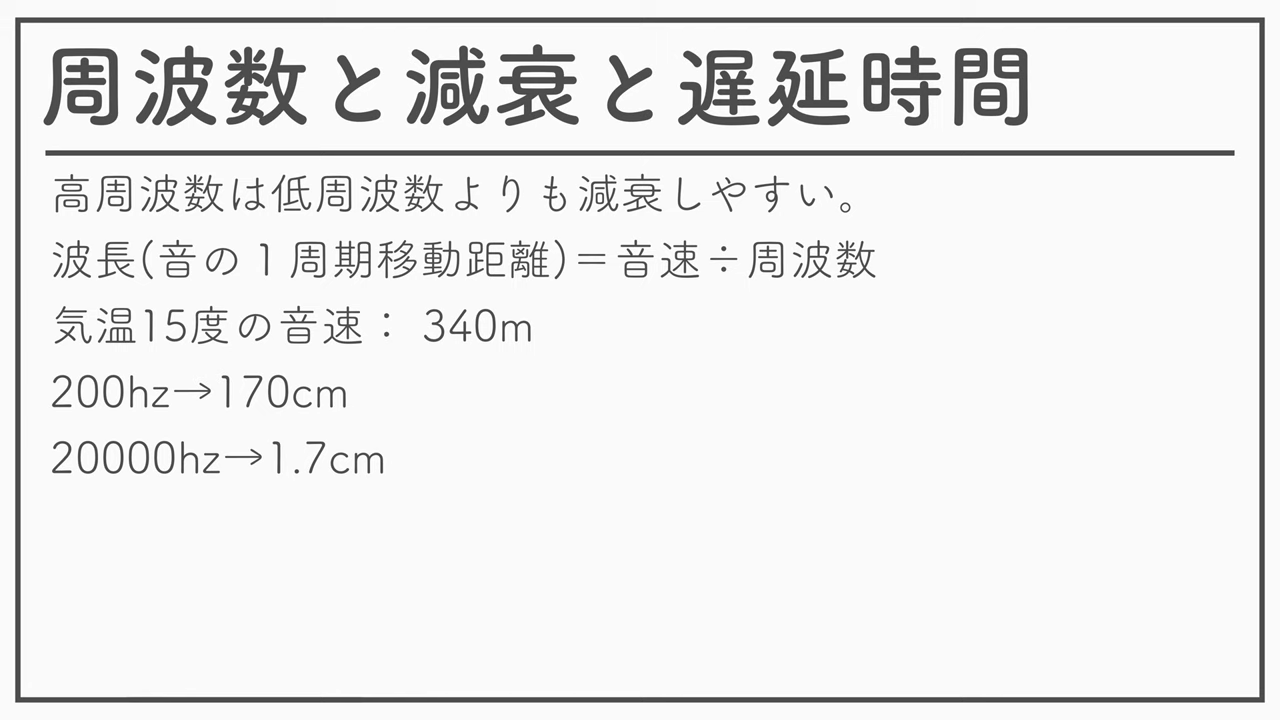 周波数と減衰と遅延時間
高周波数は低周波数よりも減衰しやすい。
波長(音の１周期移動距離)＝音速÷周波数
気温15度の音速： 340m
200hz→170cm
20000hz→1.7cm